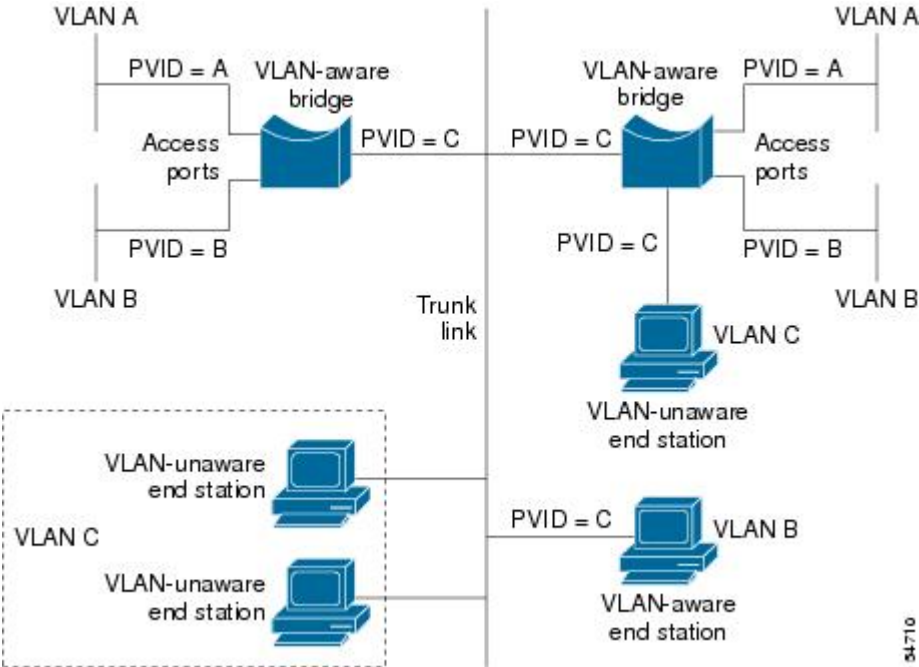 VLAN A
VLAN A
PVID = A
VLAN-aware
bridge
VLAN-aware
bridge
PVID = A
Access
ports
PVID = C
PVID = C
Access
ports
PVID = B
PVID = C
PVID = B
VLAN B
VLAN B
Trunk
link
VLAN C
VLAN-unaware
end station
VLAN-unaware
end station
PVID = C
VLAN B
VLAN C
VLAN-unaware
end station
VLAN-aware
end station
54710